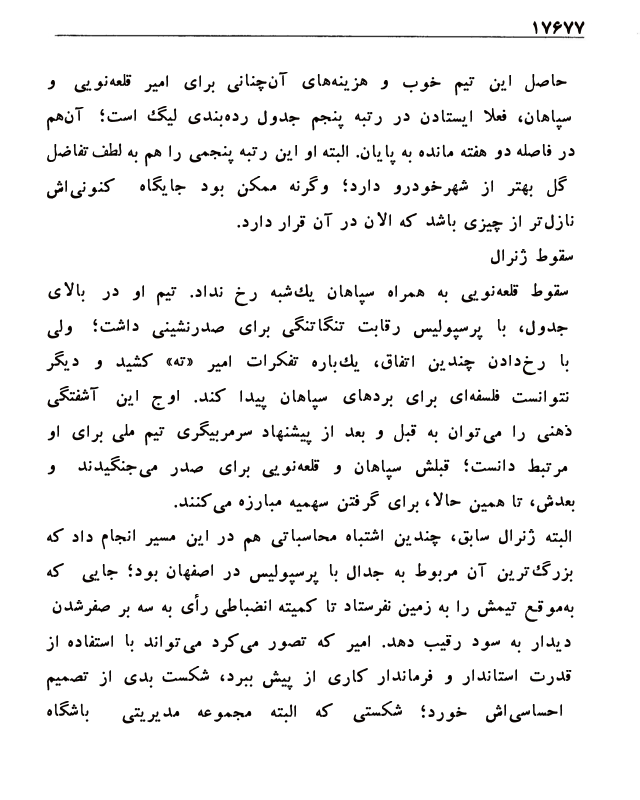 ۱۷۶۷۷
حاصل این تیم خوب و هزینه‌های آن‌چنانی برای امیر قلعه‌نویی و
سپاهان، فعلا ایستادن در رتبه پنجم جدول رده‌بندی لیگ است؛ آن‌هم
در فاصله دو هفته مانده به پایان. البته او این رتبه پنجمی را هم به لطف تفاضل
گل بهتر از شهرخودرو دارد؛ وگرنه ممکن بود جایگاه کنونی‌اش
نازل‌تر از چیزی باشد که الان در آن قرار دارد.
سقوط ژنرال
سقوط قلعه‌نویی به همراه سپاهان یك‌شبه رخ نداد. تیم او در بالای
جدول، با پرسپولیس رقابت تنگاتنگی برای صدرنشینی داشت؛ ولی
با رخ‌دادن چندین اتفاق، یك‌باره تفکرات امیر «ته» کشید و دیگر
نتوانست فلسفه‌ای برای بردهای سپاهان پیدا کند. اوج این آشفتگی
ذهنی را می‌توان به قبل و بعد از پیشنهاد سرمربیگری تیم ملی برای او
مرتبط دانست؛ قبلش سپاهان و قلعه‌نویی برای صدر می‌جنگیدند و
بعدش، تا همین حالا، برای گرفتن سهمیه مبارزه می‌کنند.
البته ژنرال سابق، چندین اشتباه محاسباتی هم در این مسیر انجام داد که
بزرگ‌ترین آن مربوط به جدال با پرسپولیس در اصفهان بود؛ جایی که
به‌موقع تیمش را به زمین نفرستاد تا کمیته انضباطی رأی به سه بر صفرشدن
دیدار به سود رقیب دهد. امیر که تصور می‌کرد می‌تواند با استفاده از
قدرت استاندار و فرماندار کاری از پیش ببرد، شکست بدی از تصمیم
احساسی‌اش خورد؛ شکستی که البته مجموعه مدیریتی باشگاه